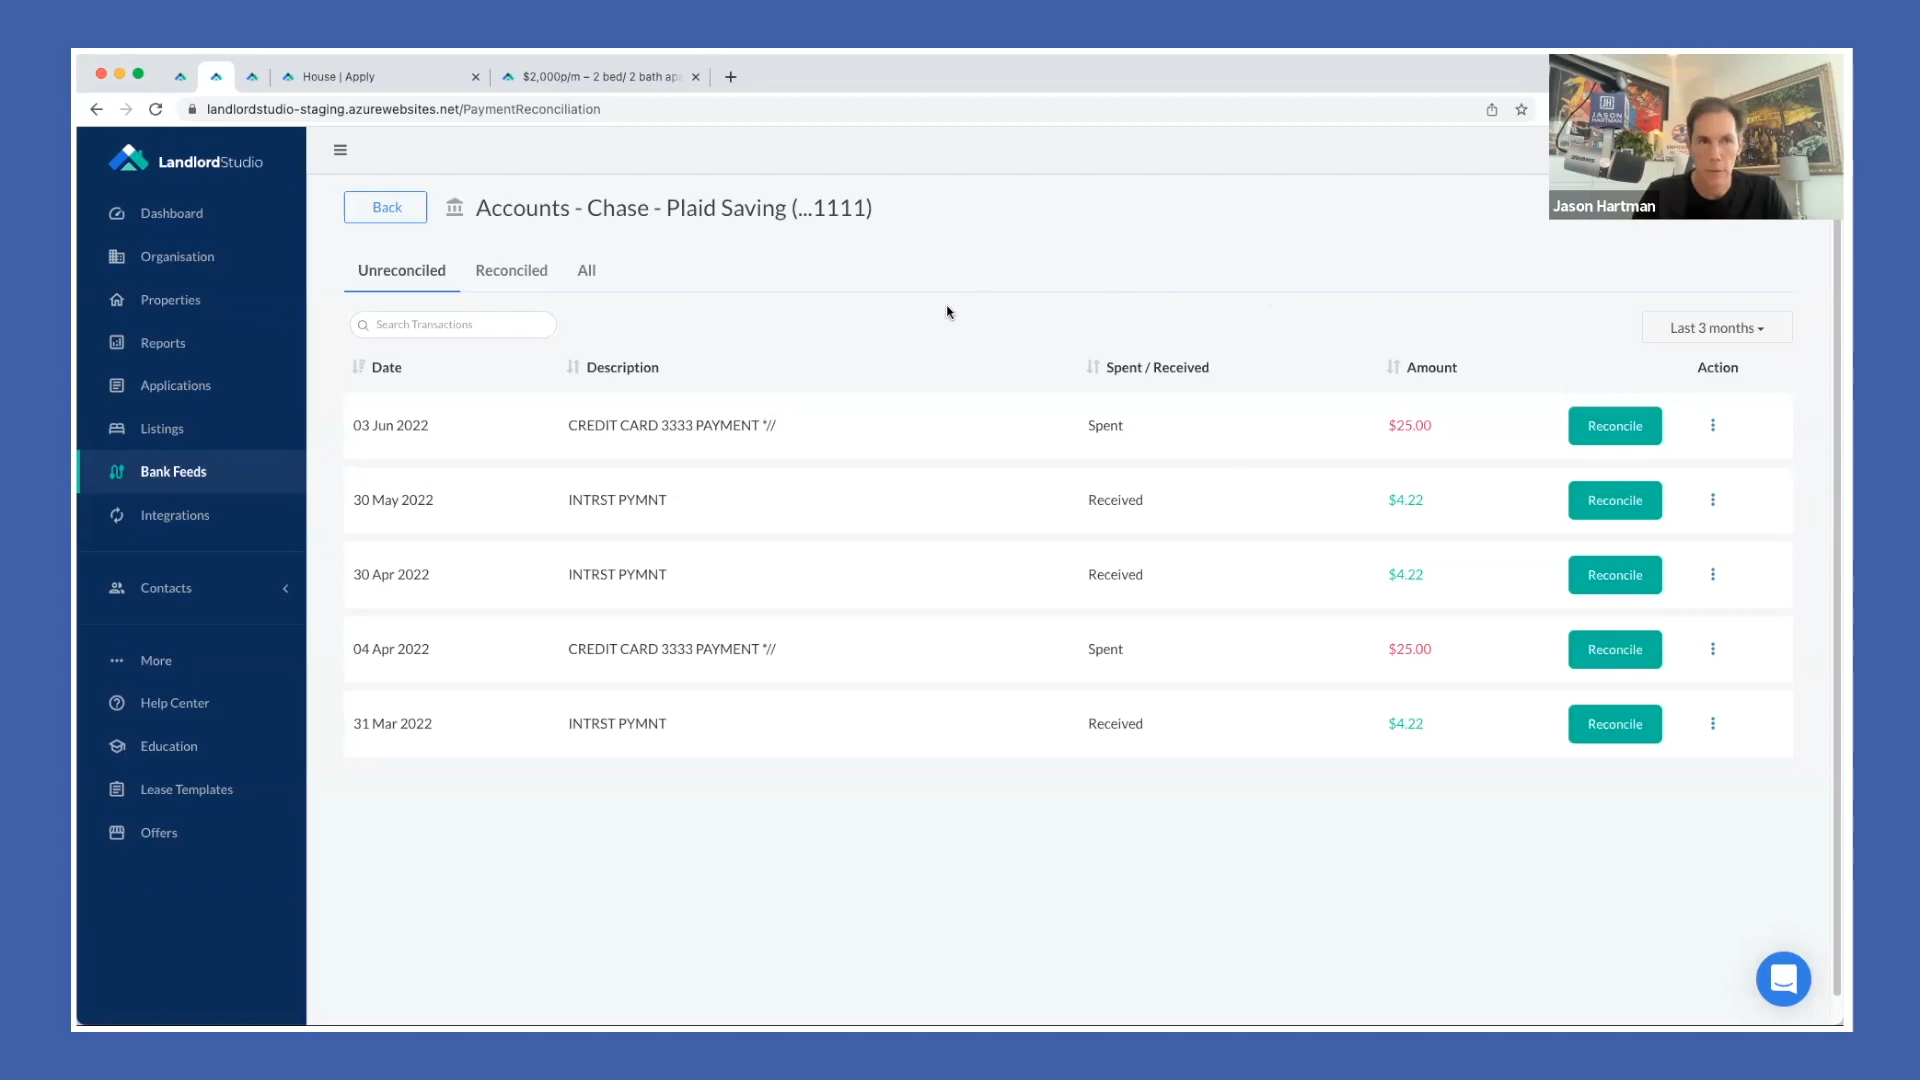 House | Apply
$2,000p/m – 2 bed/ 2 bath apa
landlordstudio-staging.azurewebsites.net/PaymentReconciliation
JH
JASON
HARTMAN
Jason Hartman
LandlordStudio
Dashboard
Organisation
Properties
Reports
Applications
Listings
Bank Feeds
Integrations
Contacts
More
Help Center
Education
Lease Templates
Offers
Back
Accounts - Chase - Plaid Saving (...1111)
Unreconciled Reconciled All
Search Transactions
Last 3 months
Date Description Spent / Received Amount Action
03 Jun 2022 CREDIT CARD 3333 PAYMENT *// Spent $25.00 Reconcile
30 May 2022 INTRST PYMNT Received $4.22 Reconcile
30 Apr 2022 INTRST PYMNT Received $4.22 Reconcile
04 Apr 2022 CREDIT CARD 3333 PAYMENT *// Spent $25.00 Reconcile
31 Mar 2022 INTRST PYMNT Received $4.22 Reconcile